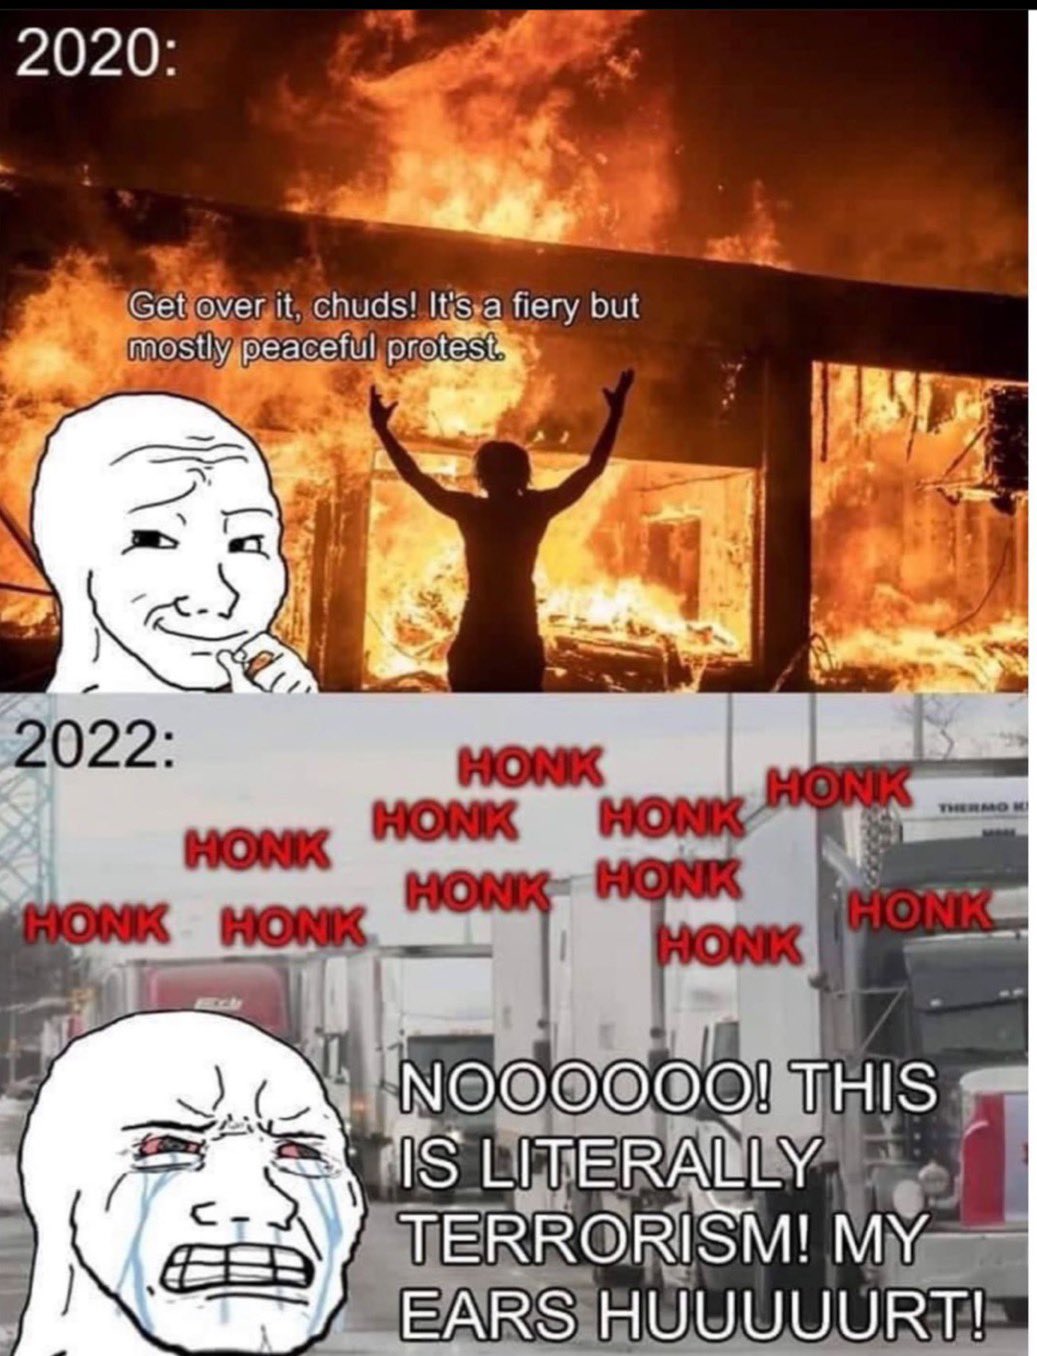 2020:
Get over it, chuds! It's a fiery but
mostly peaceful protest.
2022:
HONK
HONK
HONK
HONK
HONK
THERMO
HONK
HONK
HONK
HONK
HONK
HONK
NOOOOOO! THIS
IS LITERALLY
TERRORISM! MY
EARS HUUUUURT!